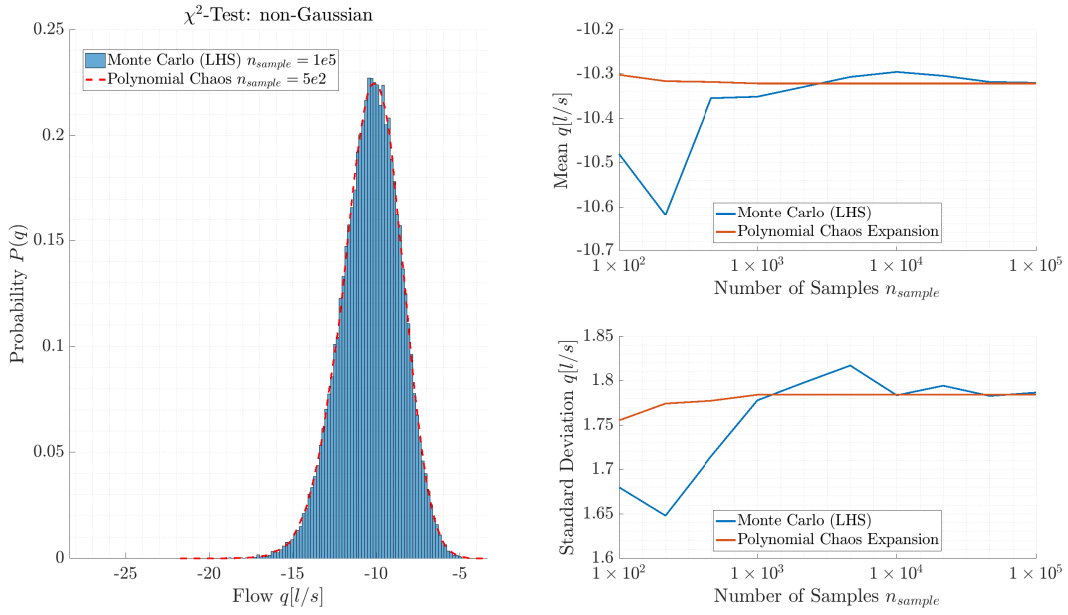 χ²-Test: non-Gaussian
0.25
0.2
0.15
0.1
0.05
0
Probability P(q)
Monte Carlo (LHS) n_sample = 1e5
Polynomial Chaos n_sample = 5e2
-25 -20 -15 -10 -5
Flow q[l/s]
-10.2
-10.3
-10.4
-10.5
-10.6
-10.7
Mean q[l/s]
Monte Carlo (LHS)
Polynomial Chaos Expansion
1 × 10² 1 × 10³ 1 × 10⁴ 1 × 10⁵
Number of Samples n_sample
1.85
1.8
1.75
1.7
1.65
1.6
Standard Deviation q[l/s]
Monte Carlo (LHS)
Polynomial Chaos Expansion
1 × 10² 1 × 10³ 1 × 10⁴ 1 × 10⁵
Number of Samples n_sample